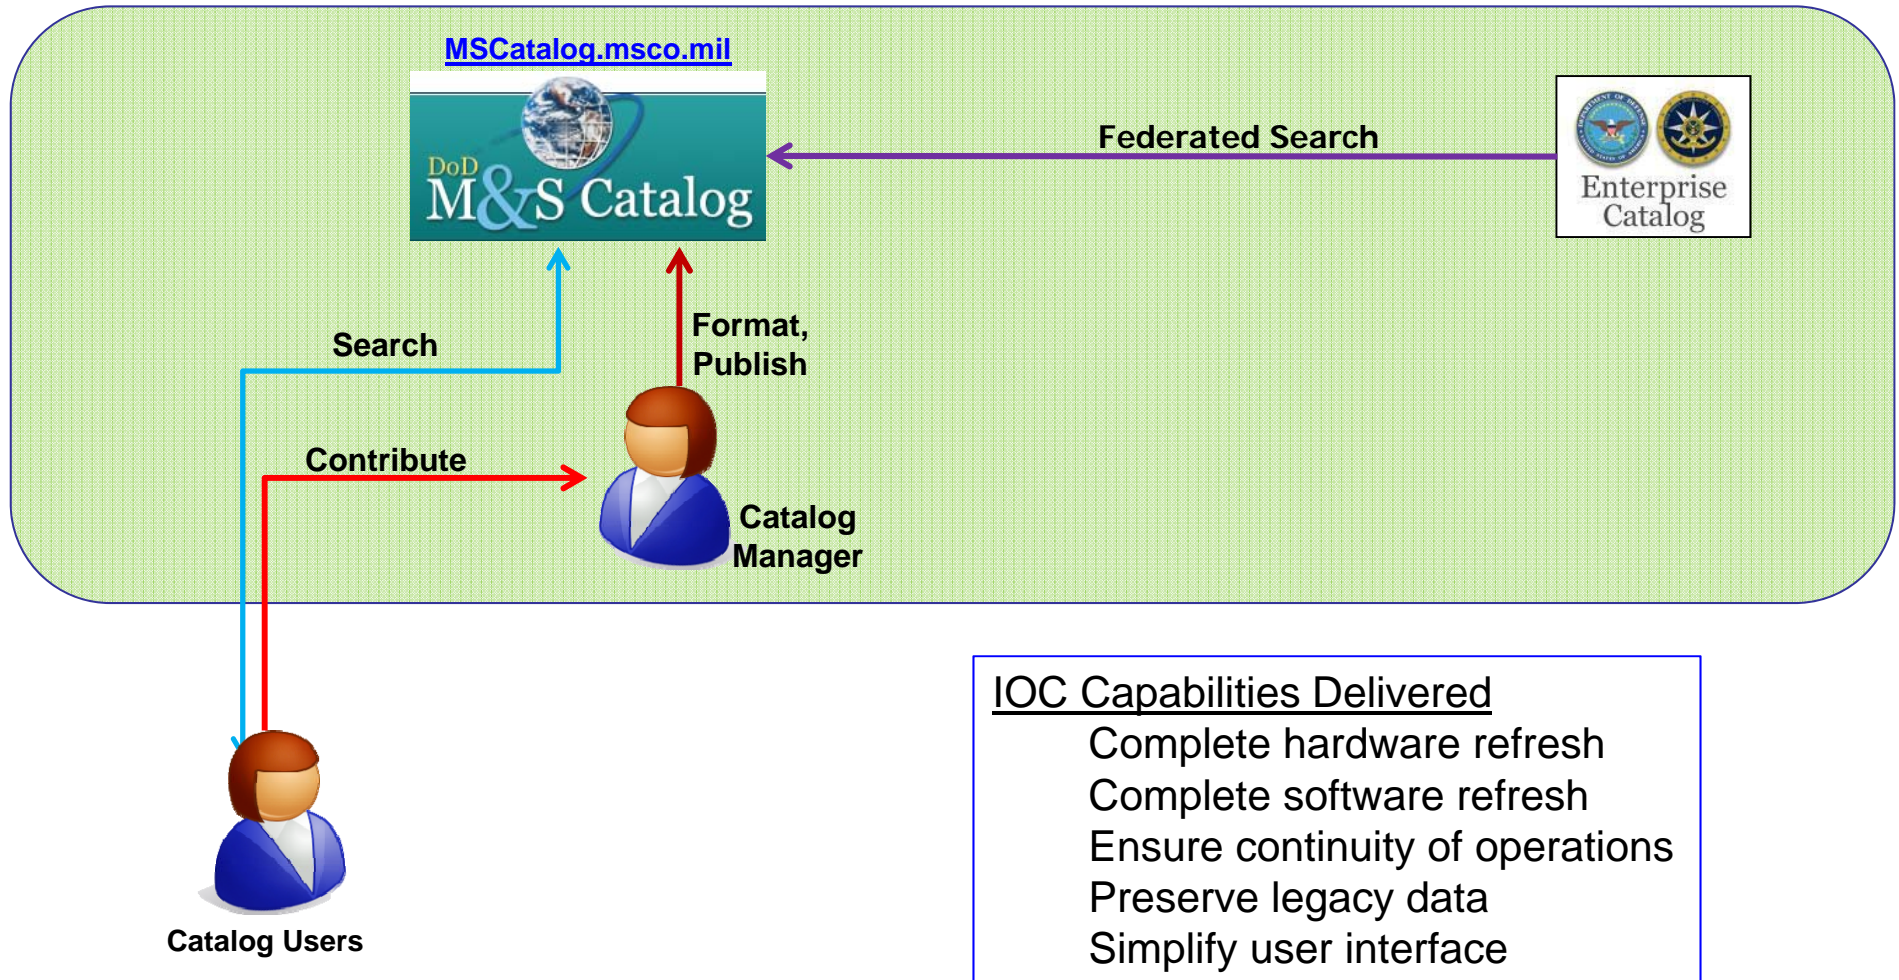 MSCatalog.msco.mil
DoD
M&S Catalog
Federated Search
Enterprise
Catalog
Search
Format,
Publish
Contribute
Catalog
Manager
Catalog Users
IOC Capabilities Delivered
Complete hardware refresh
Complete software refresh
Ensure continuity of operations
Preserve legacy data
Simplify user interface